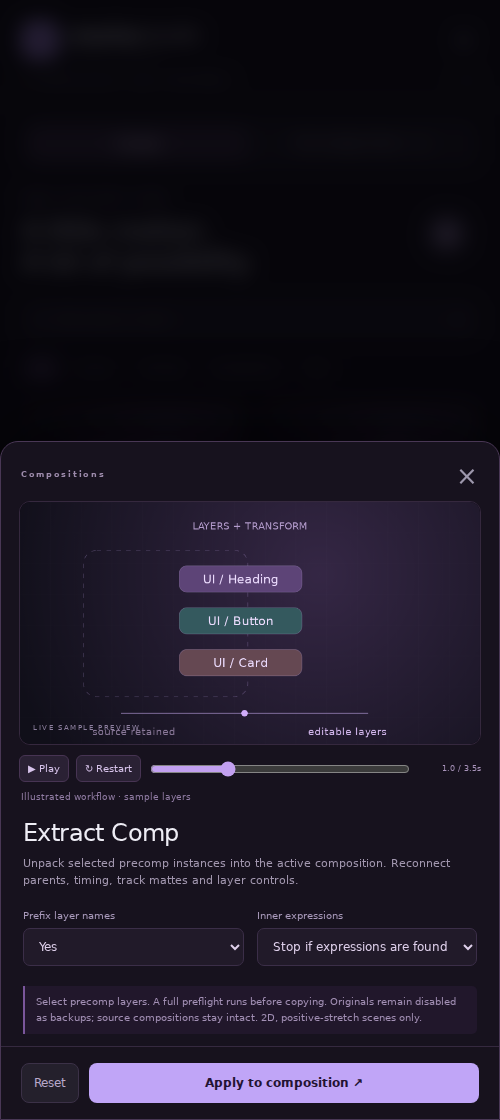 Compositions
LAYERS + TRANSFORM
UI / Heading
UI / Button
UI / Card
LIVE SAMPLE PREVIEW
source retained
editable layers
▶ Play
↻ Restart
1.0 / 3.5s
Illustrated workflow · sample layers
Extract Comp
Unpack selected precomp instances into the active composition. Reconnect
parents, timing, track mattes and layer controls.
Prefix layer names
Inner expressions
Yes
Stop if expressions are found
Select precomp layers. A full preflight runs before copying. Originals remain disabled
as backups; source compositions stay intact. 2D, positive-stretch scenes only.
Reset
Apply to composition ↗